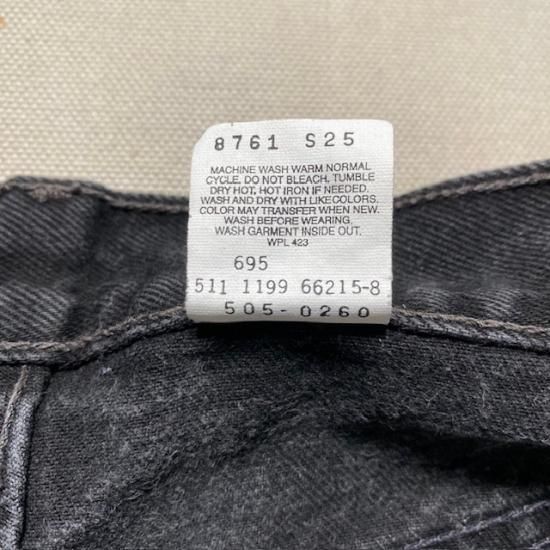 8761 S25
MACHINE WASH WARM NORMAL
CYCLE. DO NOT BLEACH. TUMBLE
DRY HOT, HOT IRON IF NEEDED.
WASH AND DRY WITH LIKE COLORS.
COLOR MAY TRANSFER WHEN NEW.
WASH BEFORE WEARING.
WASH GARMENT INSIDE OUT.
WPL 423
695
511 1199 66215-8
505-0260